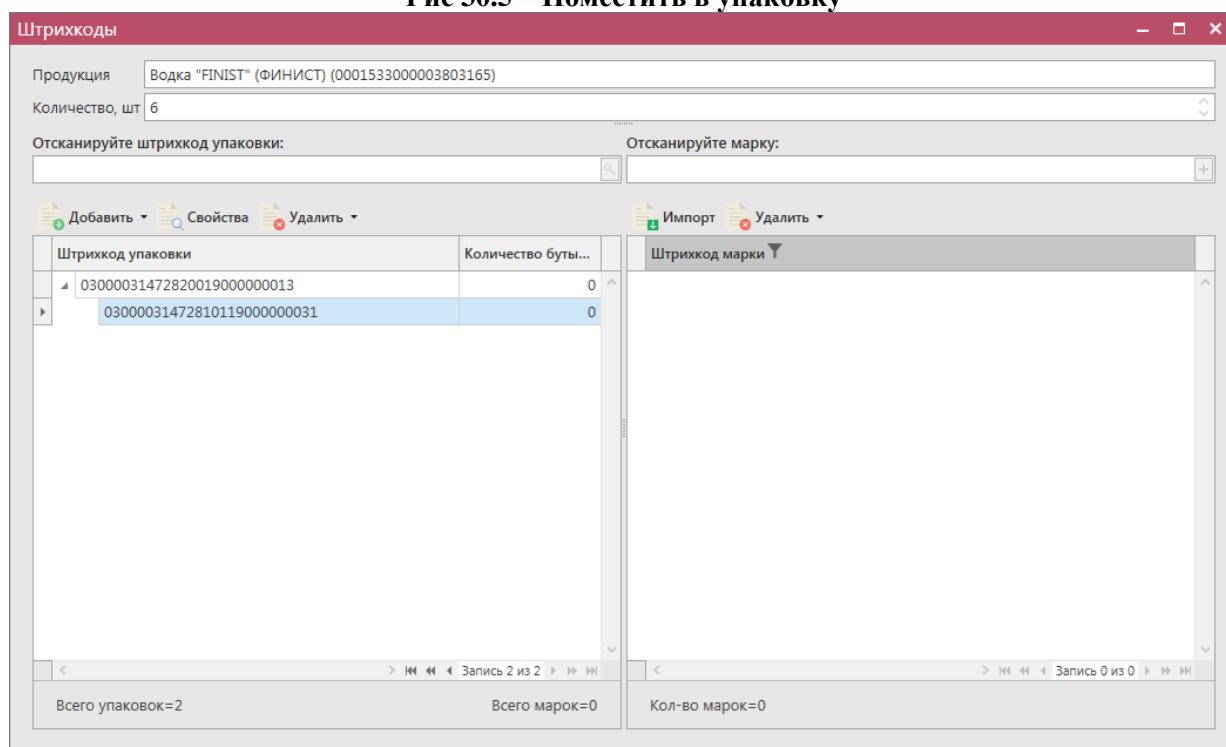 Рис 30.5 – Поместить в упаковку
Штрихкоды
Продукция Водка "FINIST" (ФИНИСТ) (0001533000003803165)
Количество, шт 6
Отсканируйте штрихкод упаковки:
Отсканируйте марку:
Добавить Свойства Удалить
Импорт Удалить
Штрихкод упаковки Количество буты...
Штрихкод марки
03000031472820019000000013 0
03000031472810119000000031 0
Запись 2 из 2
Запись 0 из 0
Всего упаковок=2 Всего марок=0
Кол-во марок=0